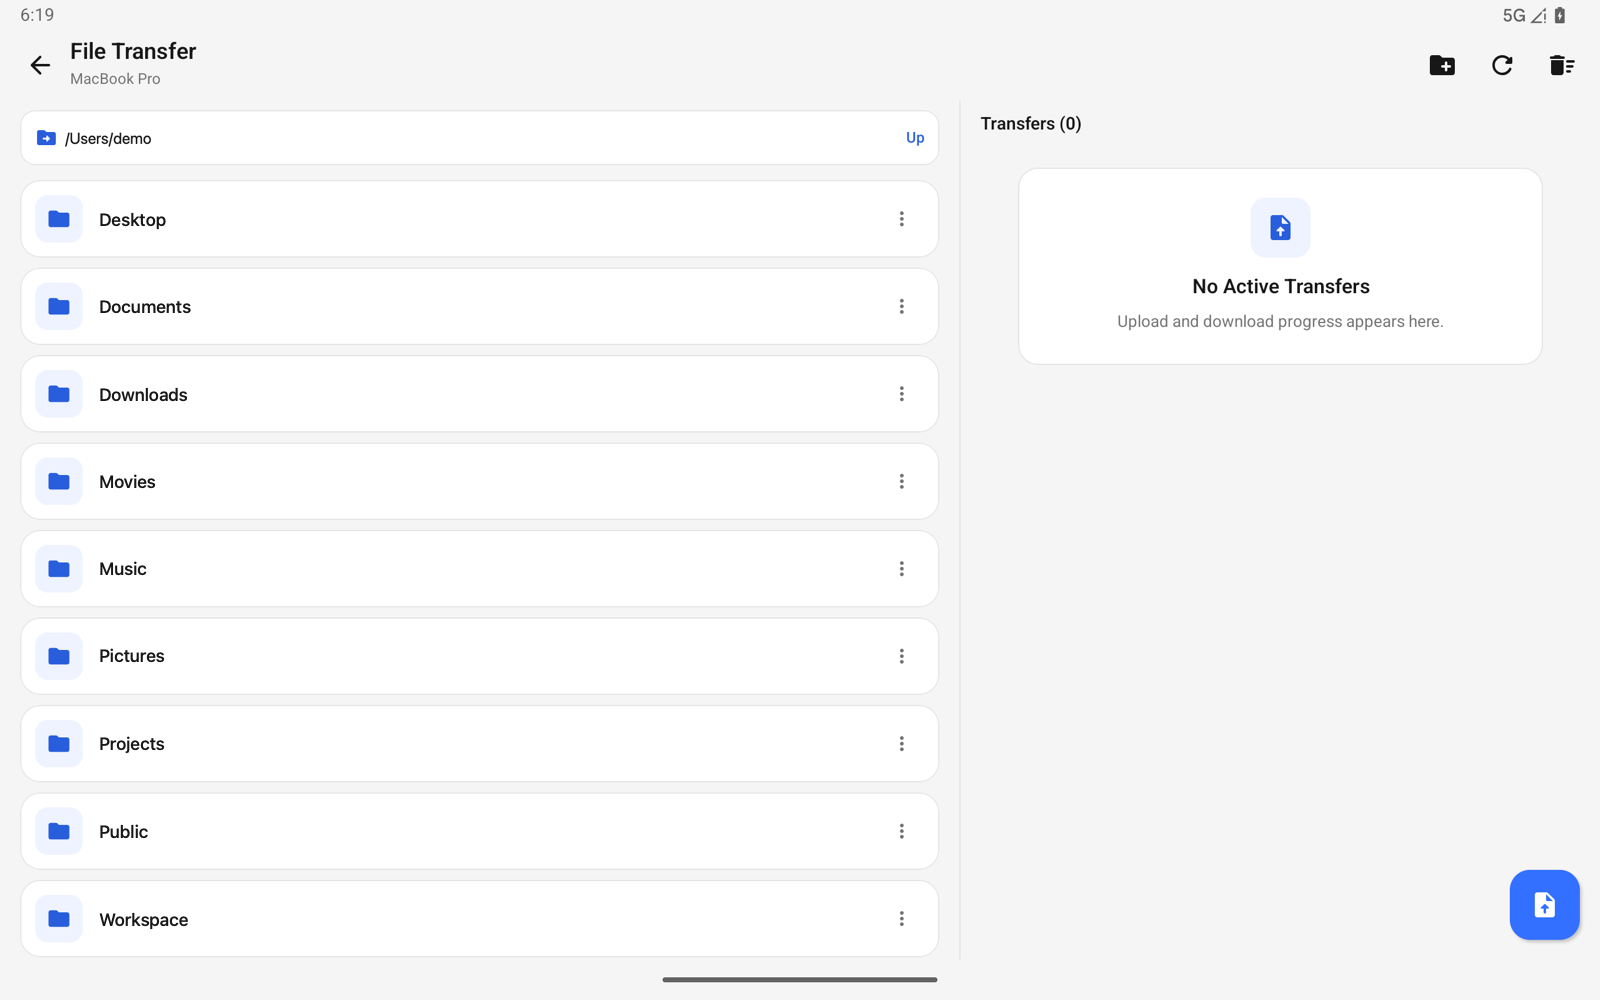 6:19
5G
File Transfer
MacBook Pro
/Users/demo
Up
Desktop
Documents
Downloads
Movies
Music
Pictures
Projects
Public
Workspace
Transfers (0)
No Active Transfers
Upload and download progress appears here.